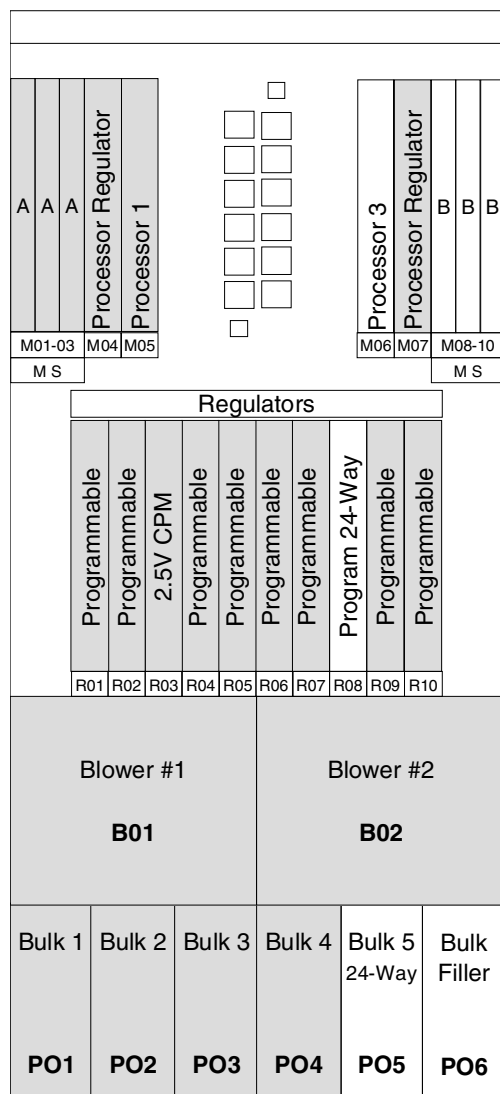 A A A Processor Regulator Processor 1 Processor 3 Processor Regulator B B B
M01-03 M04 M05 M06 M07 M08-10
M S M S
Regulators
Programmable Programmable 2.5V CPM Programmable Programmable Programmable Programmable Program 24-Way Programmable Programmable
R01 R02 R03 R04 R05 R06 R07 R08 R09 R10
Blower #1 Blower #2
B01 B02
Bulk 1 Bulk 2 Bulk 3 Bulk 4 Bulk 5 Bulk
24-Way Filler
PO1 PO2 PO3 PO4 PO5 PO6